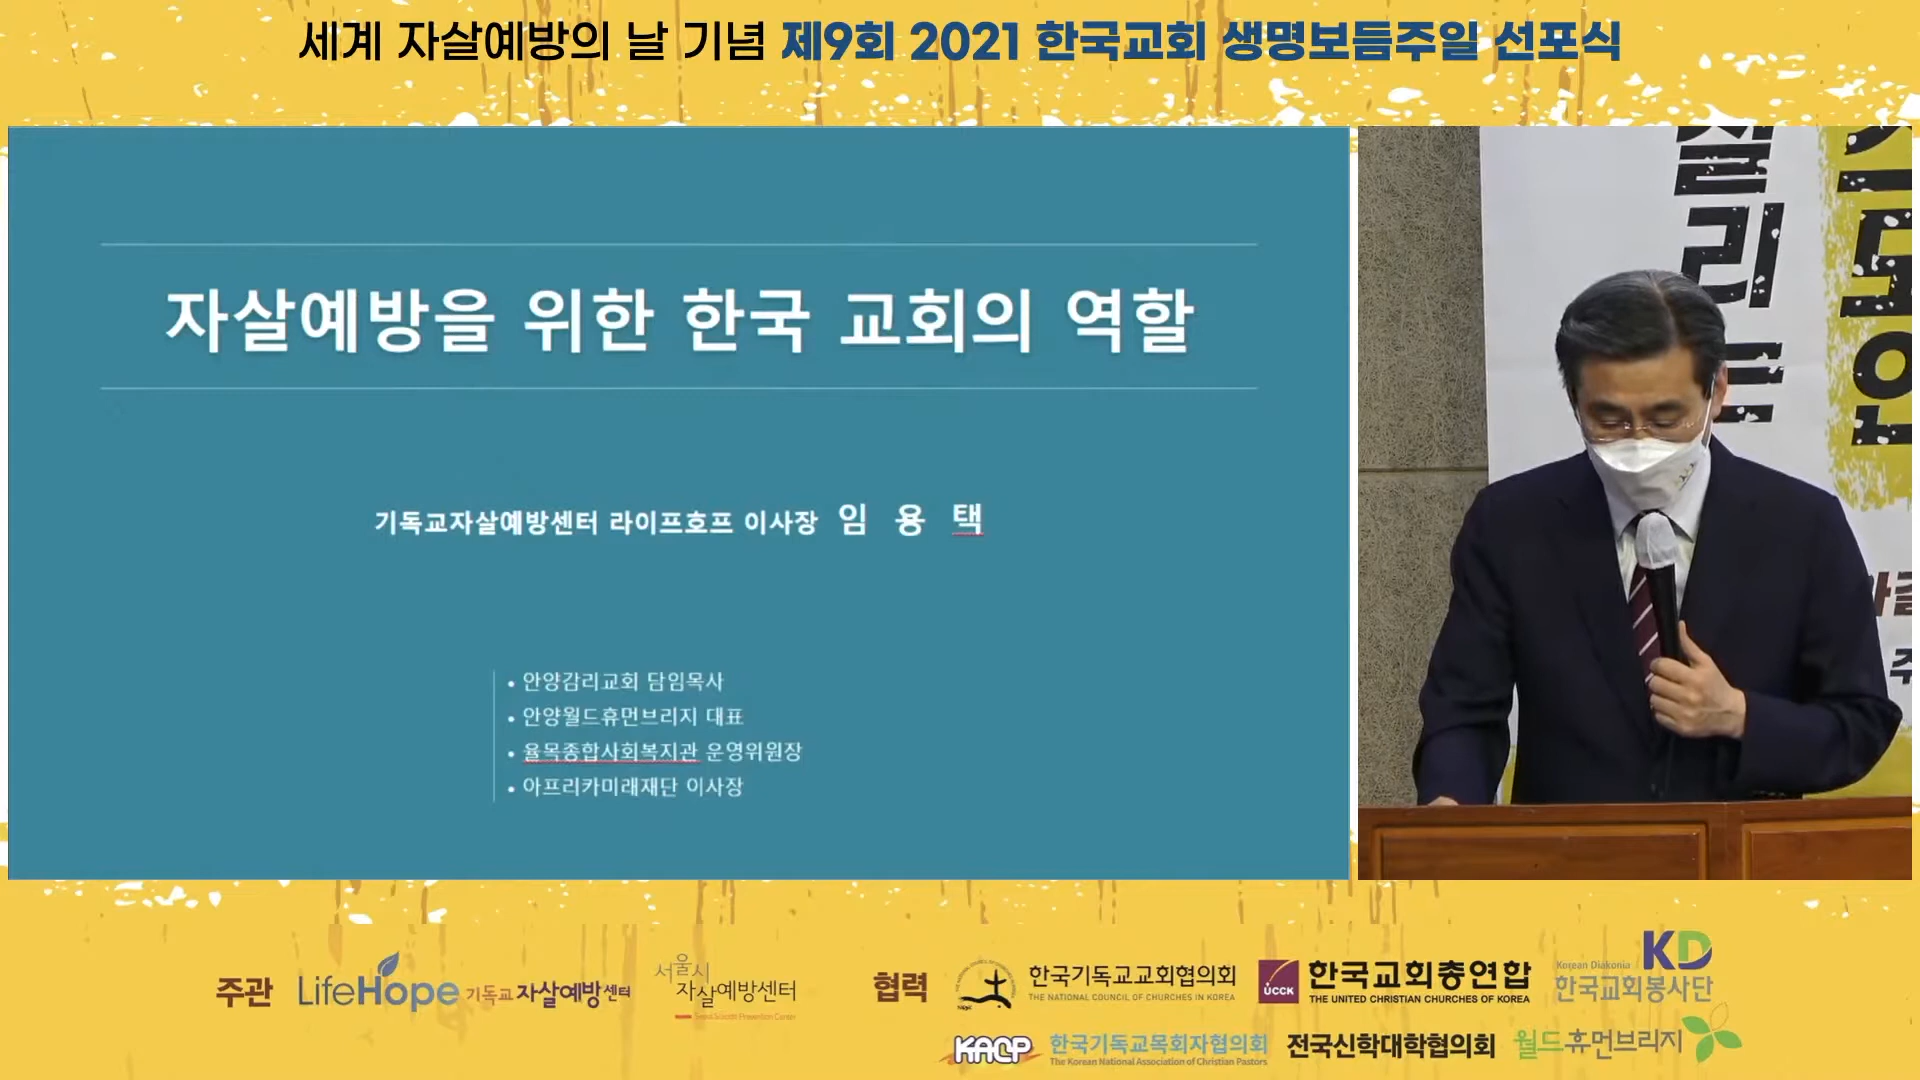 세계 자살예방의 날 기념 제9회 2021 한국교회 생명보듬주일 선포식
자살예방을 위한 한국 교회의 역할
기독교자살예방센터 라이프호프 이사장 임 용 택
• 안양감리교회 담임목사
• 안양월드휴먼브리지 대표
• 율목종합사회복지관 운영위원장
• 아프리카미래재단 이사장
리
주관
LifeHope 기독교 자살예방센터
서울시
자살예방센터
Seoul Suicide Prevention Center
협력
한국기독교교회협의회
THE NATIONAL COUNCIL OF CHURCHES IN KOREA
UCCK
한국교회총연합
THE UNITED CHRISTIAN CHURCHES OF KOREA
KD
Korean Diakonia
한국교회봉사단
KACP
한국기독교목회자협의회
The Korean National Association of Christian Pastors
전국신학대학협의회
월드휴먼브리지